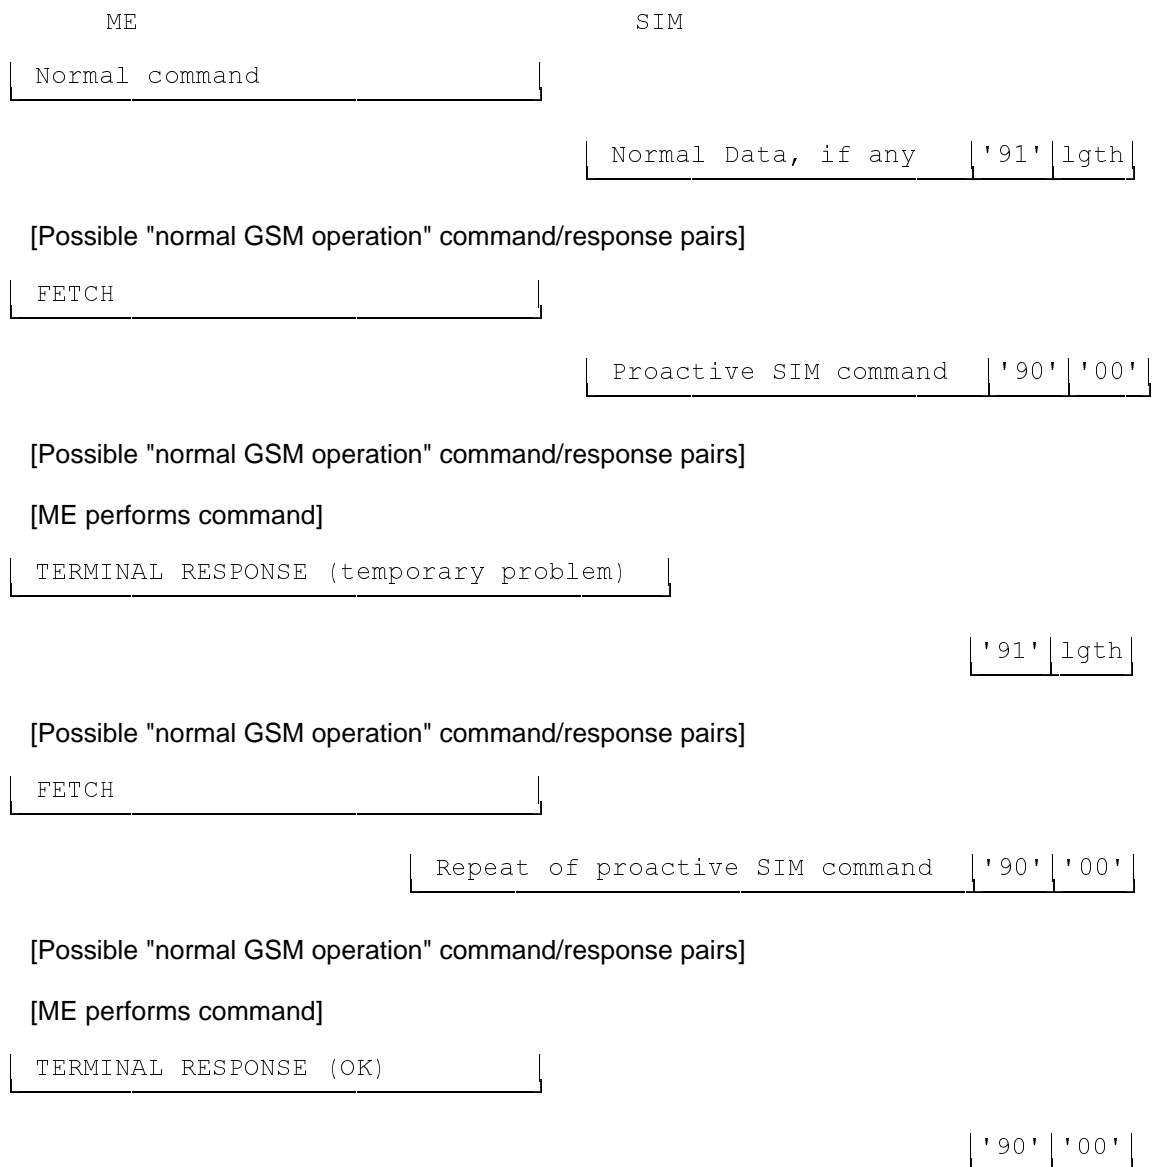 ME SIM
Normal command
Normal Data, if any '91' lgth
[Possible "normal GSM operation" command/response pairs]
FETCH
Proactive SIM command '90' '00'
[Possible "normal GSM operation" command/response pairs]
[ME performs command]
TERMINAL RESPONSE (temporary problem)
'91' lgth
[Possible "normal GSM operation" command/response pairs]
FETCH
Repeat of proactive SIM command '90' '00'
[Possible "normal GSM operation" command/response pairs]
[ME performs command]
TERMINAL RESPONSE (OK)
'90' '00'